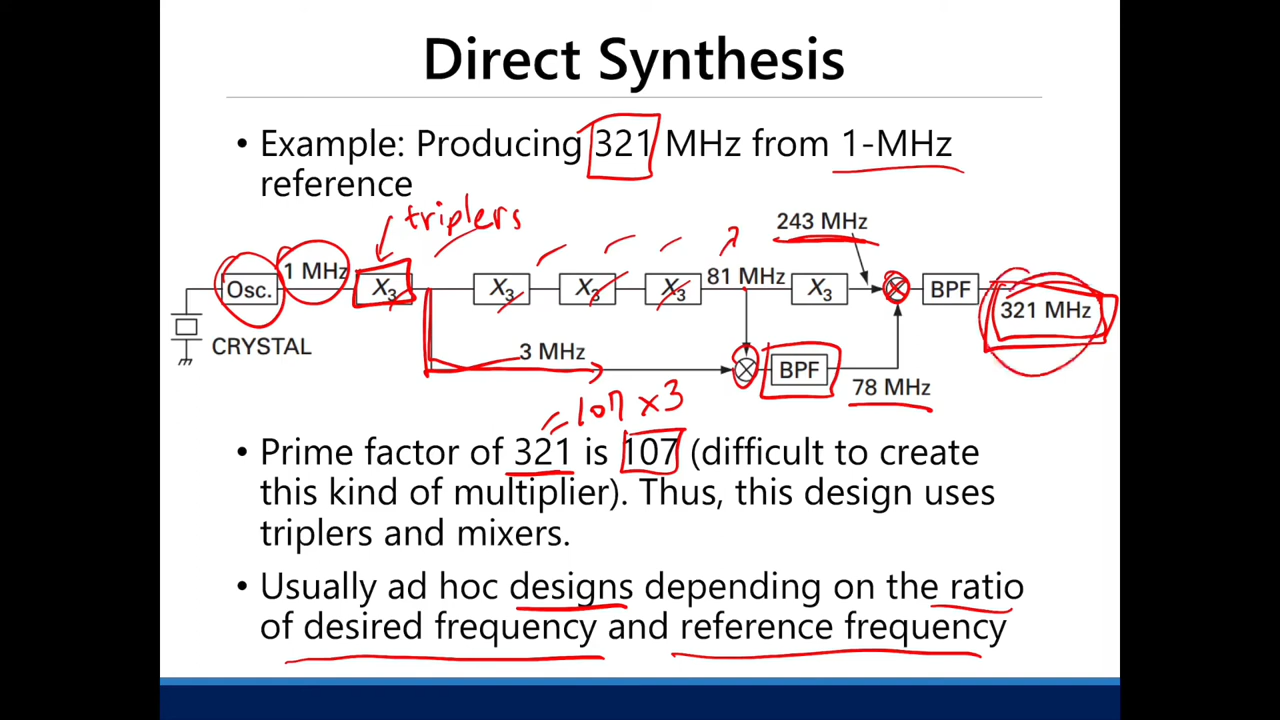 Direct Synthesis
• Example: Producing 321 MHz from 1-MHz
reference
triplers
243 MHz
Osc.
1 MHz
X3
X3
X3
X3
81 MHz
X3
BPF
321 MHz
CRYSTAL
3 MHz
BPF
78 MHz
= 107 x 3
• Prime factor of 321 is 107 (difficult to create
this kind of multiplier). Thus, this design uses
triplers and mixers.
• Usually ad hoc designs depending on the ratio
of desired frequency and reference frequency